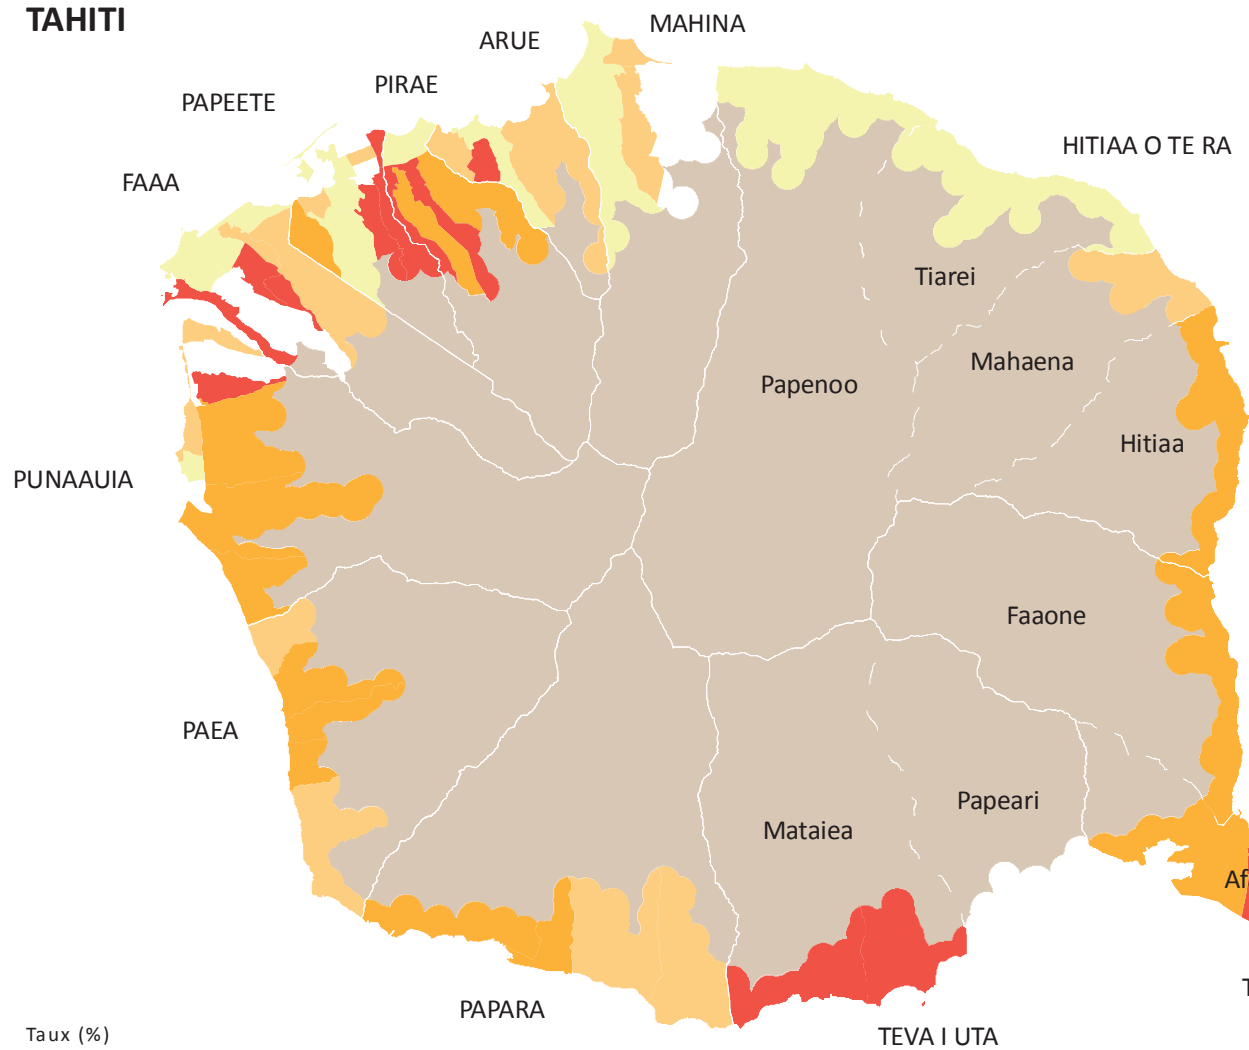 TAHITI
MAHINA
ARUE
PIRAE
PAPEETE
HITIAA O TE RA
FAAA
Tiarei
Mahaena
Papenoo
Hitiaa
PUNAAUIA
Faaone
PAEA
Papeari
Mataiea
Af
T
PAPARA
Taux (%)
TEVA I UTA